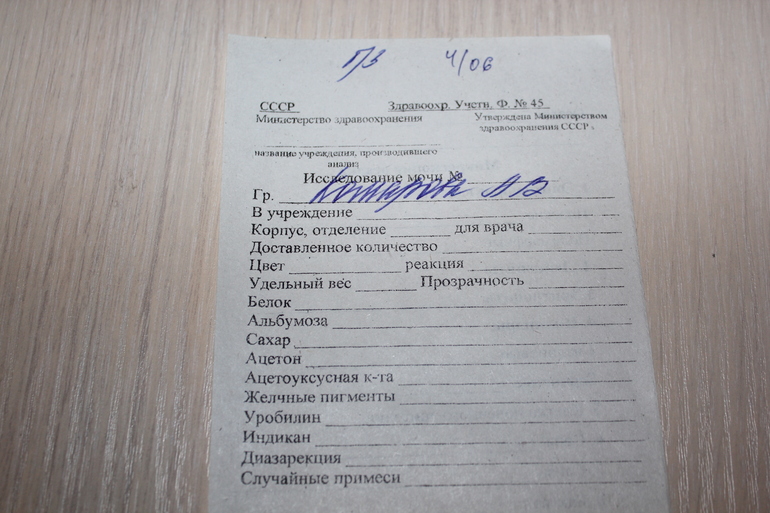 П/З 4/06
СССР Здравоохр. Учетн. Ф. № 45
Министерство здравоохранения Утверждена Министерством
здравоохранения СССР
название учреждения, производившего
анализ
Исследование мочи №
Гр. Комарова
В учреждение
Корпус, отделение для врача
Доставленное количество
Цвет реакция
Удельный вес Прозрачность
Белок
Альбумоза
Сахар
Ацетон
Ацетоуксусная к-та
Желчные пигменты
Уробилин
Индикан
Диазарекция
Случайные примеси